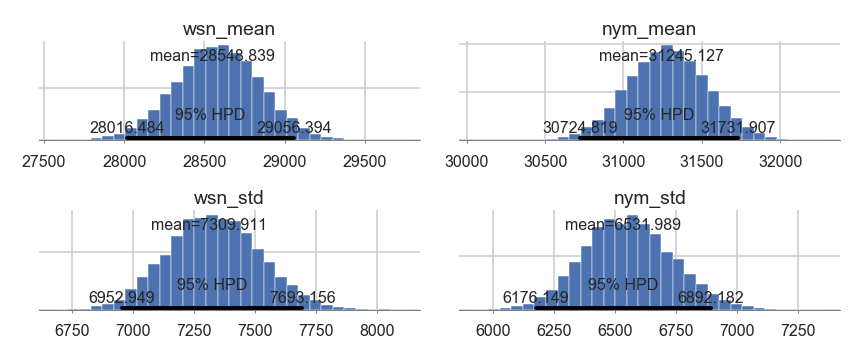 wsn_mean
mean=28548.839
95% HPD
28016.484 29056.394
27500 28000 28500 29000 29500
nym_mean
mean=31245.127
95% HPD
30724.819 31731.907
30000 30500 31000 31500 32000
wsn_std
mean=7309.911
95% HPD
6952.949 7693.156
6750 7000 7250 7500 7750 8000
nym_std
mean=6531.989
95% HPD
6176.149 6892.182
6000 6250 6500 6750 7000 7250